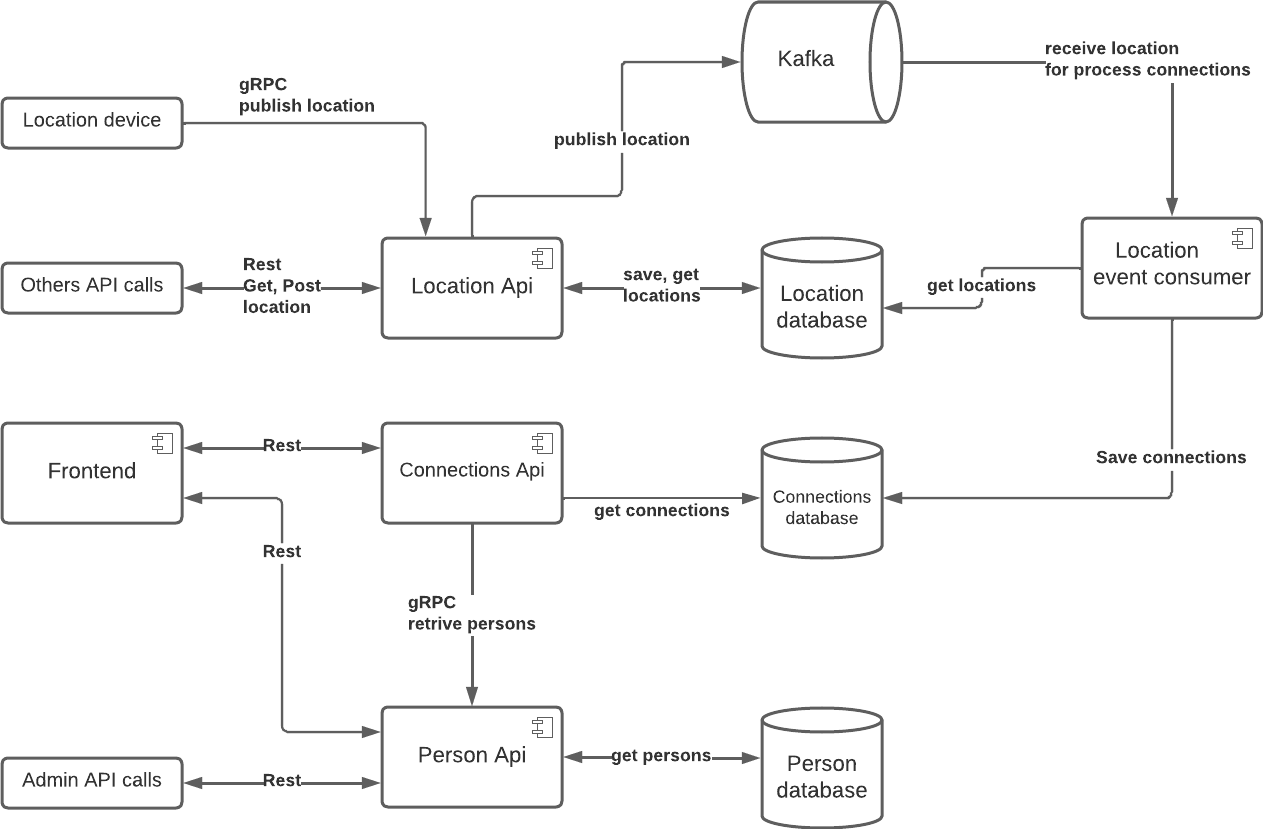 Kafka
receive location
for process connections
gRPC
publish location
Location device
publish location
Others API calls
Rest
Get, Post
location
Location Api
save, get
locations
Location
database
get locations
Location
event consumer
Frontend
Rest
Connections Api
get connections
Connections
database
Save connections
Rest
gRPC
retrive persons
Admin API calls
Rest
Person Api
get persons
Person
database